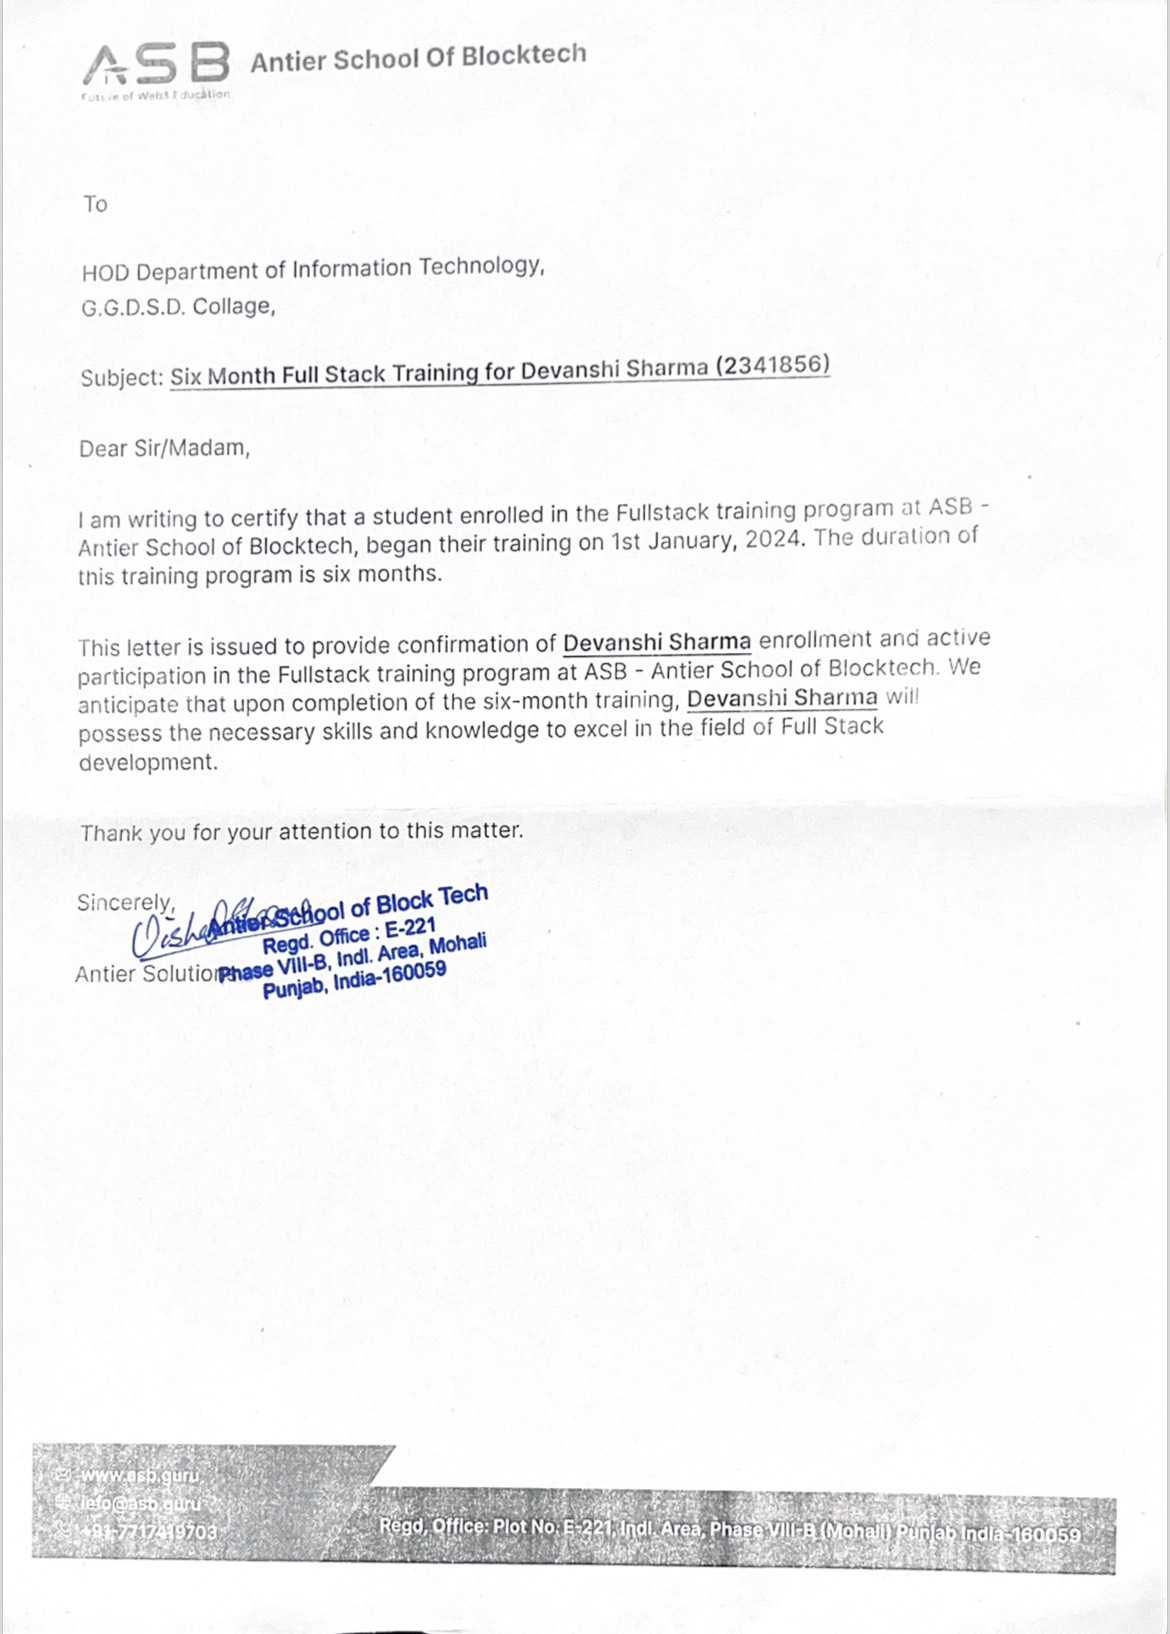 ASB Antier School Of Blocktech
Future of Web3 Education
To
HOD Department of Information Technology,
G.G.D.S.D. Collage,
Subject: Six Month Full Stack Training for Devanshi Sharma (2341856)
Dear Sir/Madam,
I am writing to certify that a student enrolled in the Fullstack training program at ASB -
Antier School of Blocktech, began their training on 1st January, 2024. The duration of
this training program is six months.
This letter is issued to provide confirmation of Devanshi Sharma enrollment and active
participation in the Fullstack training program at ASB - Antier School of Blocktech. We
anticipate that upon completion of the six-month training, Devanshi Sharma will
possess the necessary skills and knowledge to excel in the field of Full Stack
development.
Thank you for your attention to this matter.
Sincerely,
Antier School of Block Tech
Regd. Office : E-221
Phase VIII-B, Indl. Area, Mohali
Punjab, India-160059
Antier Solutions
www.asb.guru
info@asb.guru
+91-7717419703
Regd, Office: Plot No: E-221, Indl. Area, Phase VIII-B (Mohali) Punjab India-160059